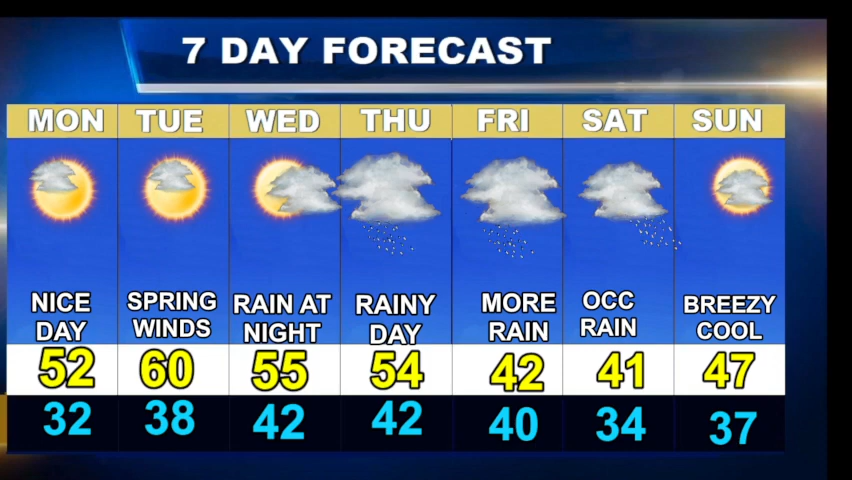 7 DAY FORECAST
MON TUE WED THU FRI SAT SUN
NICE DAY
SPRING WINDS
RAIN AT NIGHT
RAINY DAY
MORE RAIN
OCC RAIN
BREEZY COOL
52 60 55 54 42 41 47
32 38 42 42 40 34 37